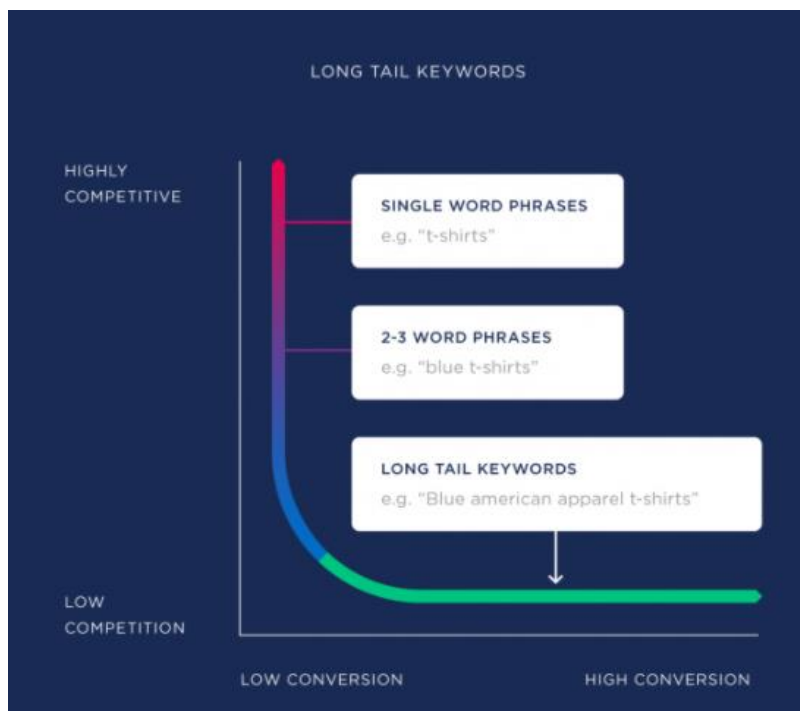 LONG TAIL KEYWORDS
HIGHLY
COMPETITIVE
SINGLE WORD PHRASES
e.g. “t-shirts”
2-3 WORD PHRASES
e.g. “blue t-shirts”
LONG TAIL KEYWORDS
e.g. “Blue american apparel t-shirts”
LOW
COMPETITION
LOW CONVERSION
HIGH CONVERSION